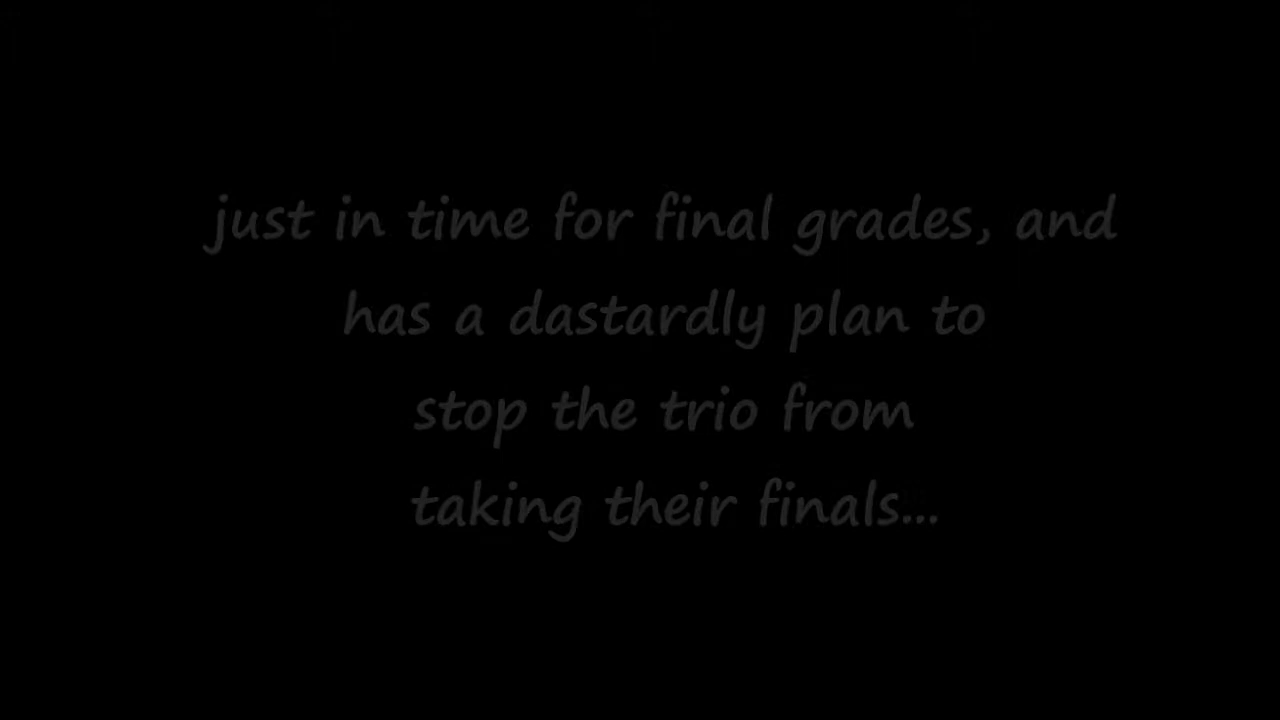 just in time for final grades, and
has a dastardly plan to
stop the trio from
taking their finals...